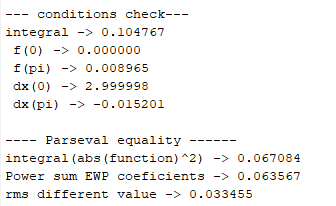 --- conditions check---
integral -> 0.104767
f(0) -> 0.000000
f(pi) -> 0.008965
dx(0) -> 2.999998
dx(pi) -> -0.015201
---- Parseval equality ------
integral(abs(function)^2) -> 0.067084
Power sum EWP coeficients -> 0.063567
rms different value -> 0.033455